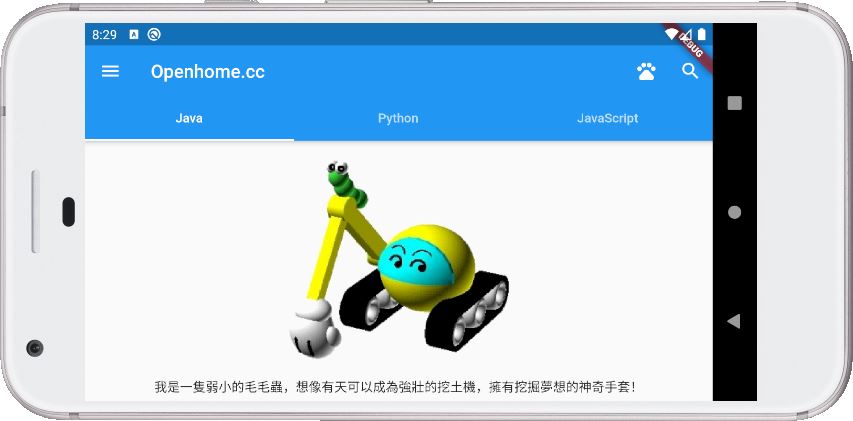 8:29
DEBUG
Openhome.cc
Java
Python
JavaScript
我是一隻弱小的毛毛蟲，想像有天可以成為強壯的挖土機，擁有挖掘夢想的神奇手套！